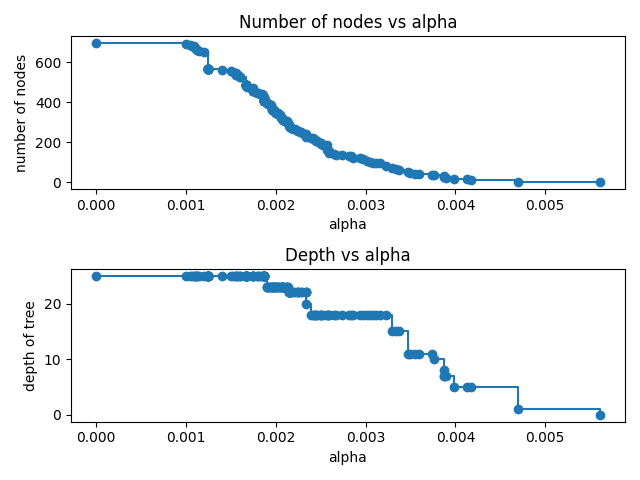 Number of nodes vs alpha
number of nodes
600
400
200
0
0.000 0.001 0.002 0.003 0.004 0.005
alpha
Depth vs alpha
depth of tree
20
10
0
0.000 0.001 0.002 0.003 0.004 0.005
alpha